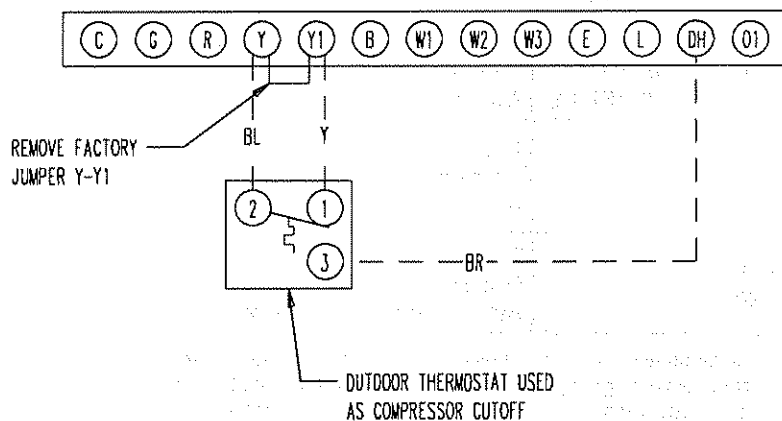 C G R Y Y1 B W1 W2 W3 E L DH O1
BL Y
REMOVE FACTORY
JUMPER Y-Y1
2 1
3
BR
OUTDOOR THERMOSTAT USED
AS COMPRESSOR CUTOFF